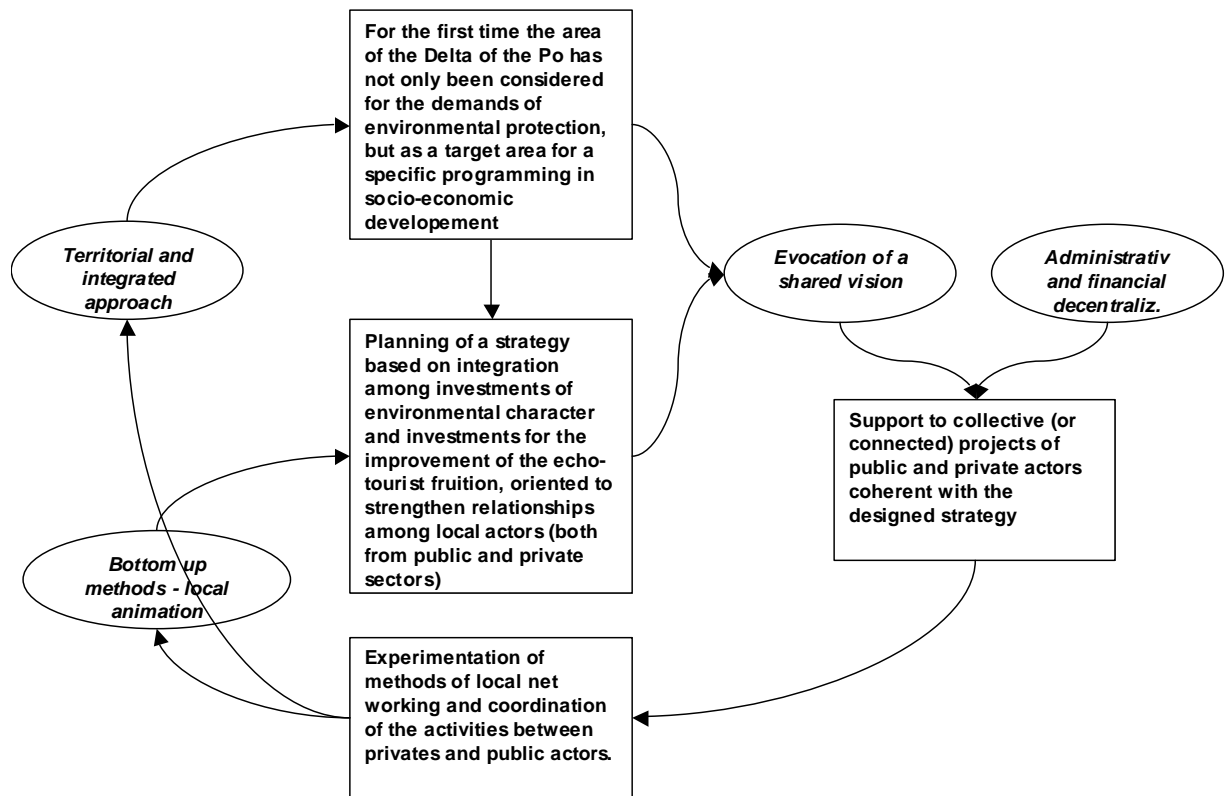 For the first time the area
of the Delta of the Po has
not only been considered
for the demands of
environmental protection,
but as a target area for a
specific programming in
socio-economic
developement
Territorial and
integrated
approach
Evocation of a
shared vision
Administrativ
and financial
decentraliz.
Planning of a strategy
based on integration
among investments of
environmental character
and investments for the
improvement of the echo-
tourist fruition, oriented to
strengthen relationships
among local actors (both
from public and private
sectors)
Support to collective (or
connected) projects of
public and private actors
coherent with the
designed strategy
Bottom up
methods - local
animation
Experimentation of
methods of local net
working and coordination
of the activities between
privates and public actors.